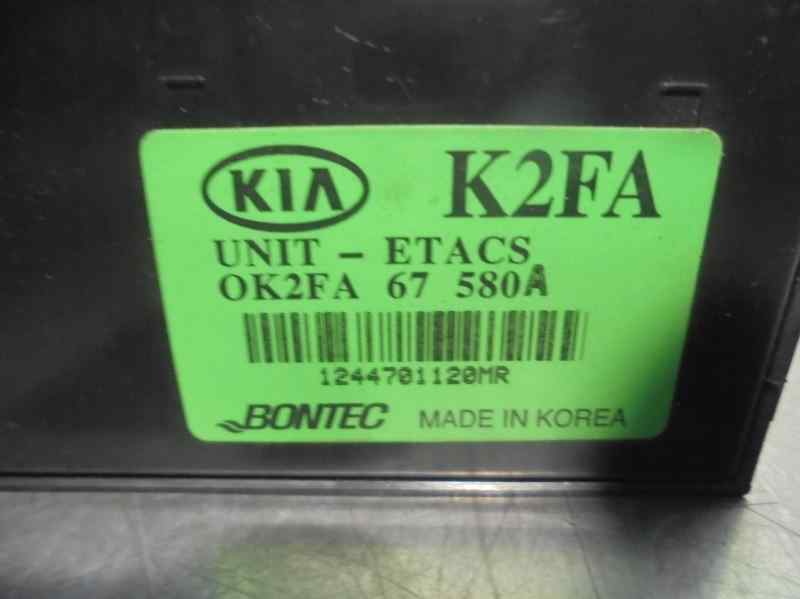 KIA K2FA
UNIT - ETACS
OK2FA 67 580A
1244701120MR
BONTEC MADE IN KOREA